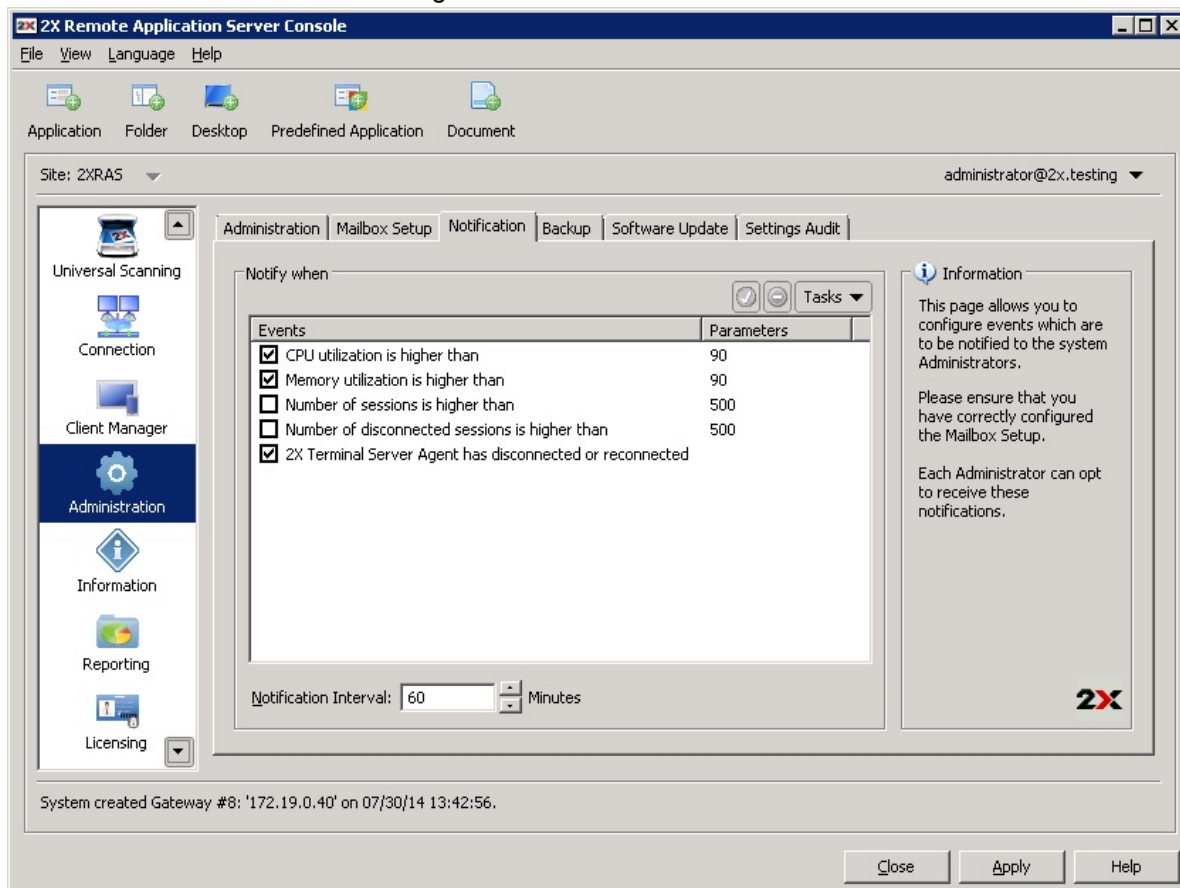 2X 2X Remote Application Server Console
File View Language Help
Application Folder Desktop Predefined Application Document
Site: 2XRAS administrator@2x.testing
Universal Scanning
Connection
Client Manager
Administration
Information
Reporting
Licensing
Administration Mailbox Setup Notification Backup Software Update Settings Audit
Notify when
Tasks
Events Parameters
CPU utilization is higher than 90
Memory utilization is higher than 90
Number of sessions is higher than 500
Number of disconnected sessions is higher than 500
2X Terminal Server Agent has disconnected or reconnected
Notification Interval: 60 Minutes
Information
This page allows you to
configure events which are
to be notified to the system
Administrators.
Please ensure that you
have correctly configured
the Mailbox Setup.
Each Administrator can opt
to receive these
notifications.
2X
System created Gateway #8: '172.19.0.40' on 07/30/14 13:42:56.
Close Apply Help